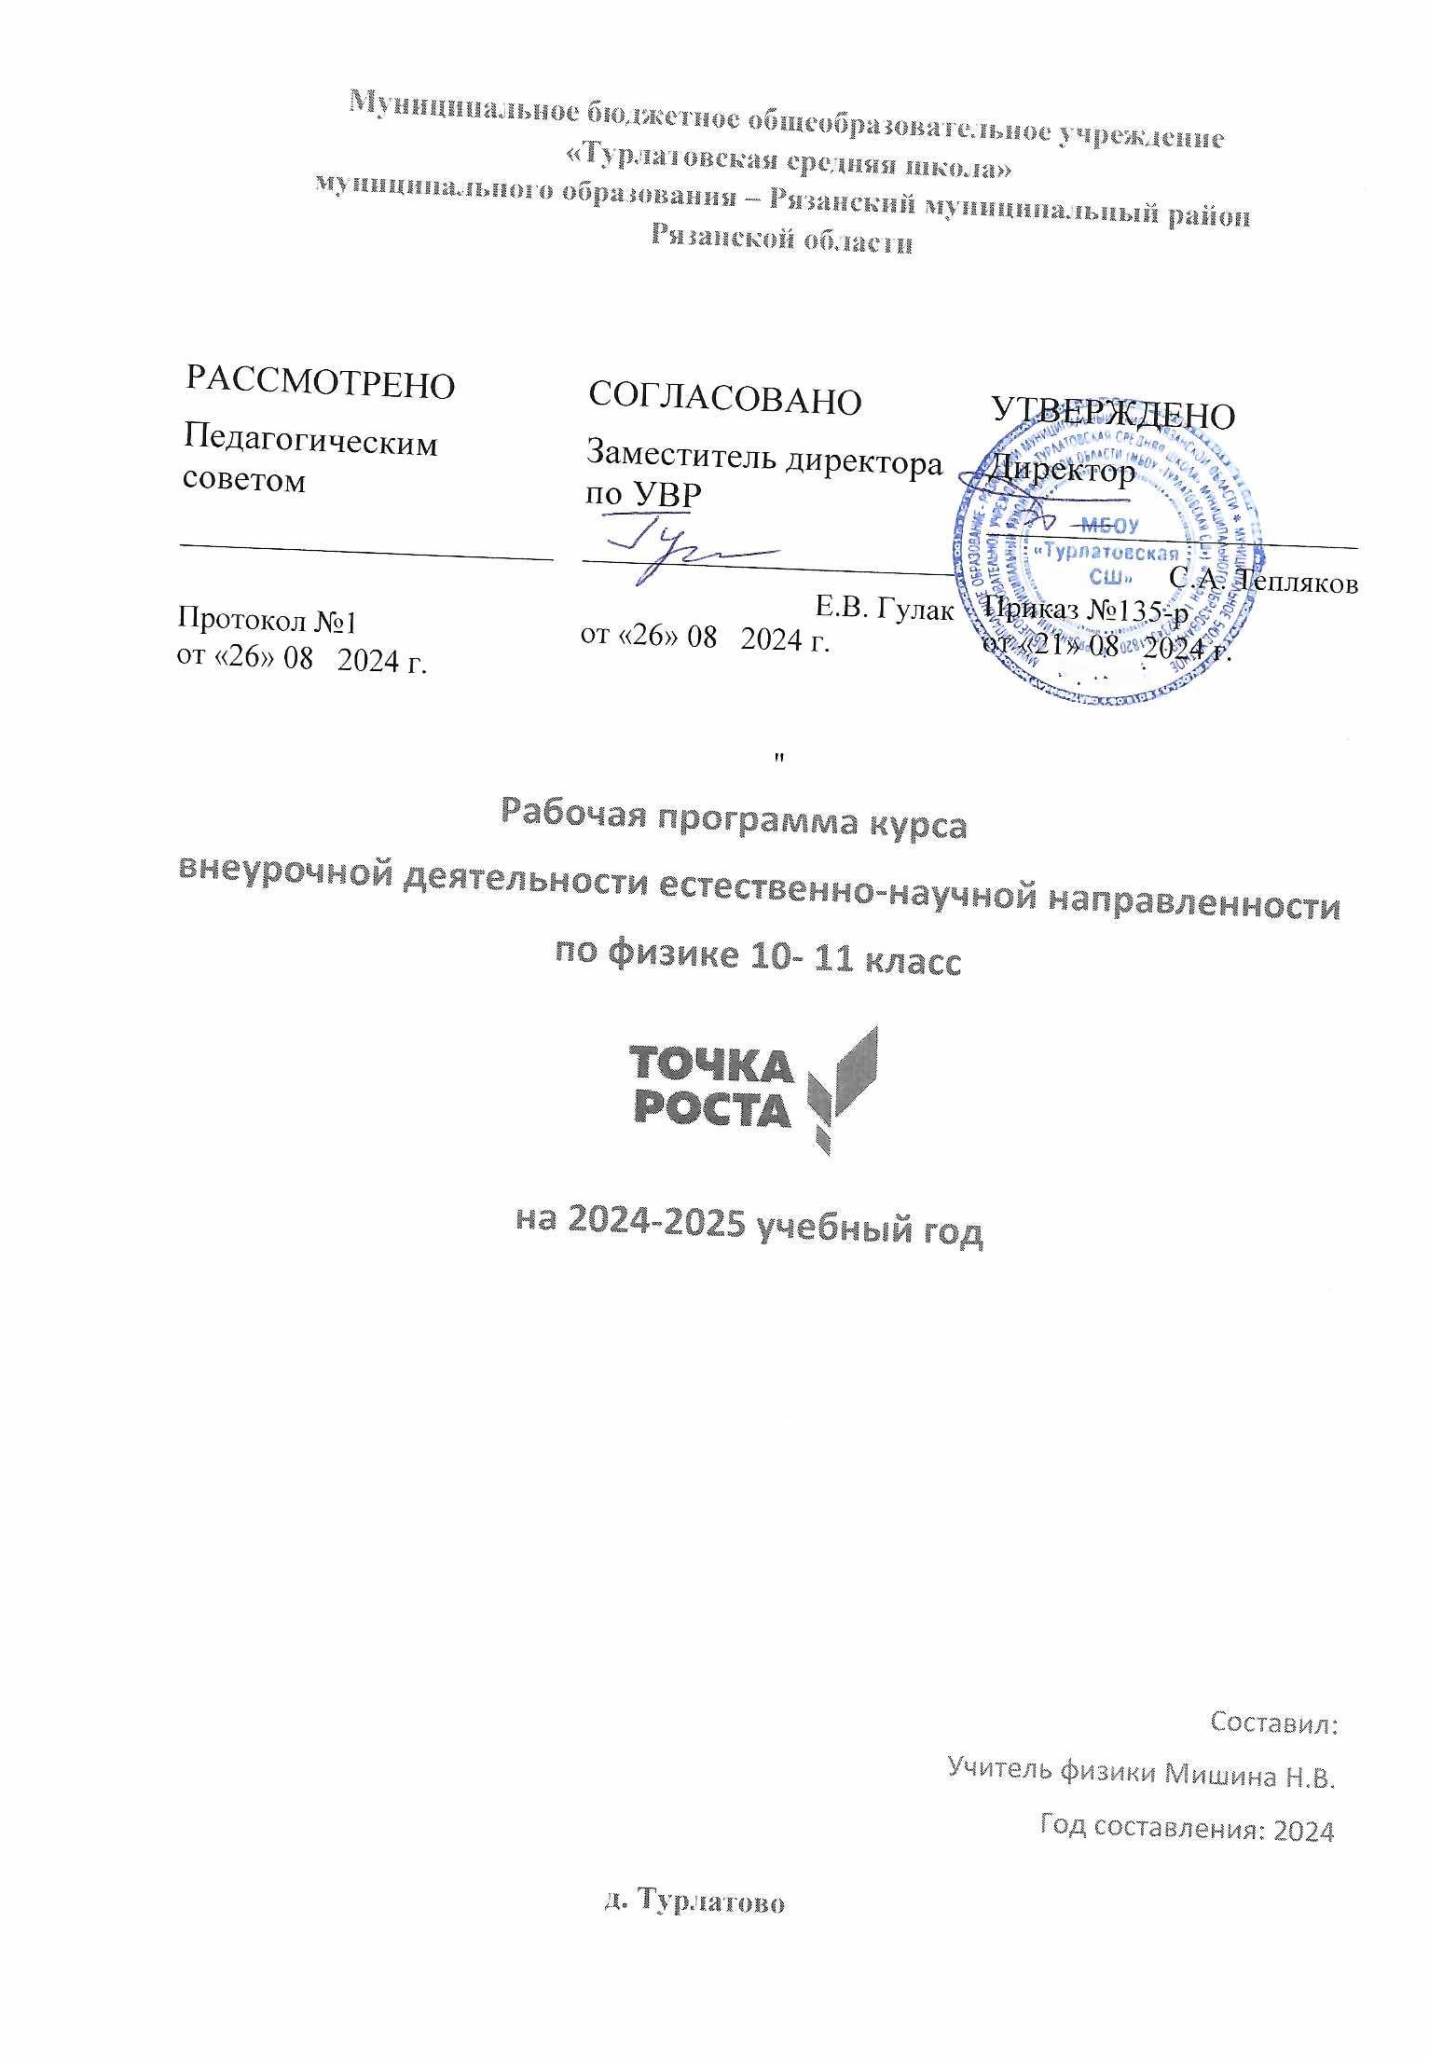 Муниципальное бюджетное общеобразовательное учреждение
«Турлатовская средняя школа»
муниципального образования – Рязанский муниципальный район
Рязанской области
РАССМОТРЕНО
Педагогическим
советом
Протокол №1
от «26» 08 2024 г.
СОГЛАСОВАНО
Заместитель директора
по УВР
Е.В. Гулак
от «26» 08 2024 г.
УТВЕРЖДЕНО
Директор
МБОУ
«Турлатовская
СШ»
С.А. Тепляков
Приказ №135-р
от «21» 08 2024 г.
"
Рабочая программа курса
внеурочной деятельности естественно-научной направленности
по физике 10- 11 класс
ТОЧКА
РОСТА
на 2024-2025 учебный год
Составил:
Учитель физики Мишина Н.В.
Год составления: 2024
д. Турлатово